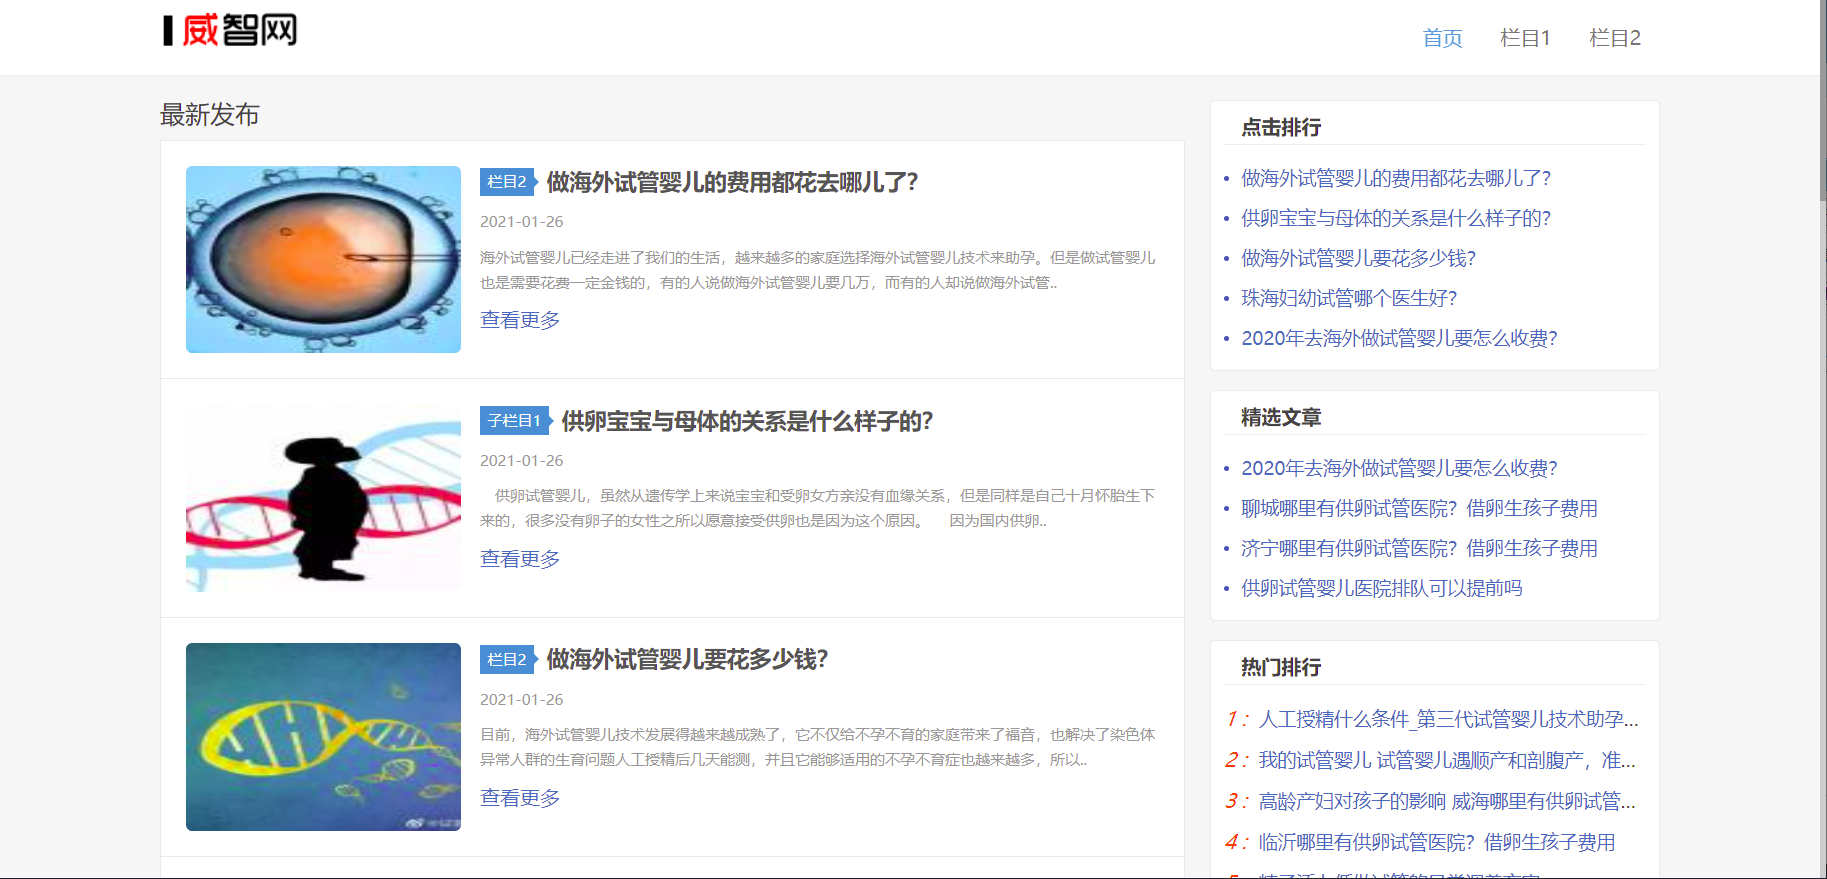 威智网
首页 栏目1 栏目2
最新发布
栏目2 做海外试管婴儿的费用都花去哪儿了?
2021-01-26
海外试管婴儿已经走进了我们的生活，越来越多的家庭选择海外试管婴儿技术来助孕。但是做试管婴儿
也是需要花费一定金钱的，有的人说做海外试管婴儿要几万，而有的人却说做海外试管..
查看更多
子栏目1 供卵宝宝与母体的关系是什么样子的?
2021-01-26
供卵试管婴儿，虽然从遗传学上来说宝宝和受卵女方亲没有血缘关系，但是同样是自己十月怀胎生下
来的，很多没有卵子的女性之所以愿意接受供卵也是因为这个原因。 因为国内供卵..
查看更多
栏目2 做海外试管婴儿要花多少钱?
2021-01-26
目前，海外试管婴儿技术发展得越来越成熟了，它不仅给不孕不育的家庭带来了福音，也解决了染色体
异常人群的生育问题人工授精后几天能测，并且它能够适用的不孕不育症也越来越多，所以..
查看更多
点击排行
• 做海外试管婴儿的费用都花去哪儿了?
• 供卵宝宝与母体的关系是什么样子的?
• 做海外试管婴儿要花多少钱?
• 珠海妇幼试管哪个医生好?
• 2020年去海外做试管婴儿要怎么收费?
精选文章
• 2020年去海外做试管婴儿要怎么收费?
• 聊城哪里有供卵试管医院？借卵生孩子费用
• 济宁哪里有供卵试管医院？借卵生孩子费用
• 供卵试管婴儿医院排队可以提前吗
热门排行
1： 人工授精什么条件_第三代试管婴儿技术助孕...
2： 我的试管婴儿 试管婴儿遇顺产和剖腹产，准...
3： 高龄产妇对孩子的影响 威海哪里有供卵试管...
4： 临沂哪里有供卵试管医院？借卵生孩子费用